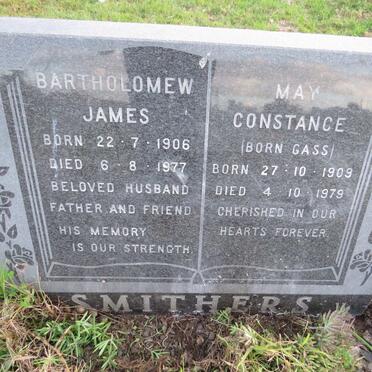 BARTHOLOMEW
JAMES
BORN 22-7-1906
DIED 6-8-1977
BELOVED HUSBAND
FATHER AND FRIEND
HIS MEMORY
IS OUR STRENGTH.
MAY
CONSTANCE
(BORN GASS)
BORN 27-10-1909
DIED 4-10-1979
CHERISHED IN OUR
HEARTS FOREVER.
SMITHERS